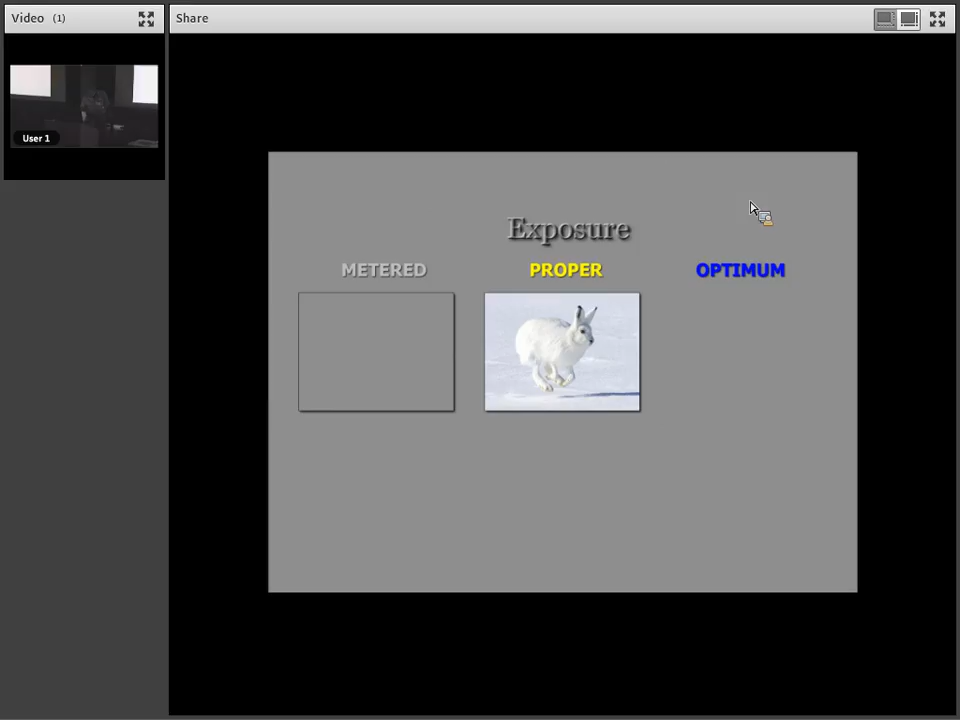 Video (1)
Share
User 1
Exposure
METERED PROPER OPTIMUM